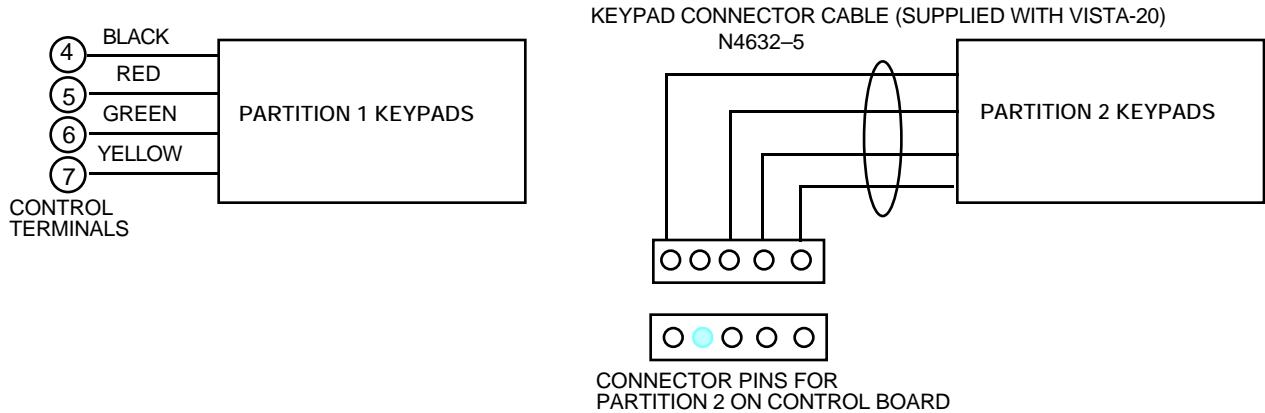 4 BLACK
5 RED
6 GREEN
7 YELLOW
CONTROL
TERMINALS
PARTITION 1 KEYPADS
KEYPAD CONNECTOR CABLE (SUPPLIED WITH VISTA-20)
N4632–5
PARTITION 2 KEYPADS
CONNECTOR PINS FOR
PARTITION 2 ON CONTROL BOARD